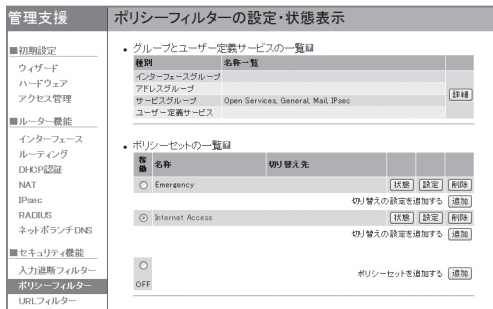 管理支援
■初期設定
ウィザード
ハードウェア
アクセス管理
■ルーター機能
インターフェース
ルーティング
DHCP認証
NAT
IPsec
RADIUS
ネットボランチDNS
■セキュリティ機能
入力遮断フィルター
ポリシーフィルター
URLフィルター
ポリシーフィルターの設定・状態表示
• グループとユーザー定義サービスの一覧?
種別 名称一覧
インターフェースグループ
アドレスグループ
サービスグループ Open Services, General, Mail, IPsec
ユーザー定義サービス
詳細
• ポリシーセットの一覧?
稼働 名称 切り替え先
Emergency 状態 設定 削除
切り替えの設定を追加する 追加
Internet Access 状態 設定 削除
切り替えの設定を追加する 追加
OFF
ポリシーセットを追加する 追加